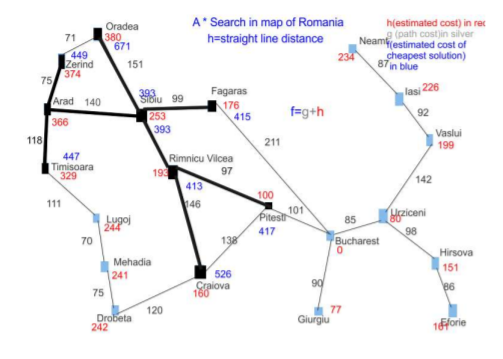 A * Search in map of Romania
h=straight line distance
h(estimated cost) in red
g (path cost)in silver
f(estimated cost of
cheapest solution)
in blue
Oradea
71
380
671
449
Zerind
374
151
75
Neamt
234
87
Iasi
226
393
Sibiu
99
Fagaras
176
415
f=g+h
Arad
140
366
253
393
92
Vaslui
199
118
447
Timisoara
329
Rimnicu Vilcea
193
97
413
211
146
100
Pitesti
417
101
142
111
Lugoj
244
138
85
Urziceni
80
Bucharest
0
98
Hirsova
151
70
Mehadia
241
526
Craiova
160
90
86
75
Drobeta
242
120
Giurgiu
77
Eforie
161